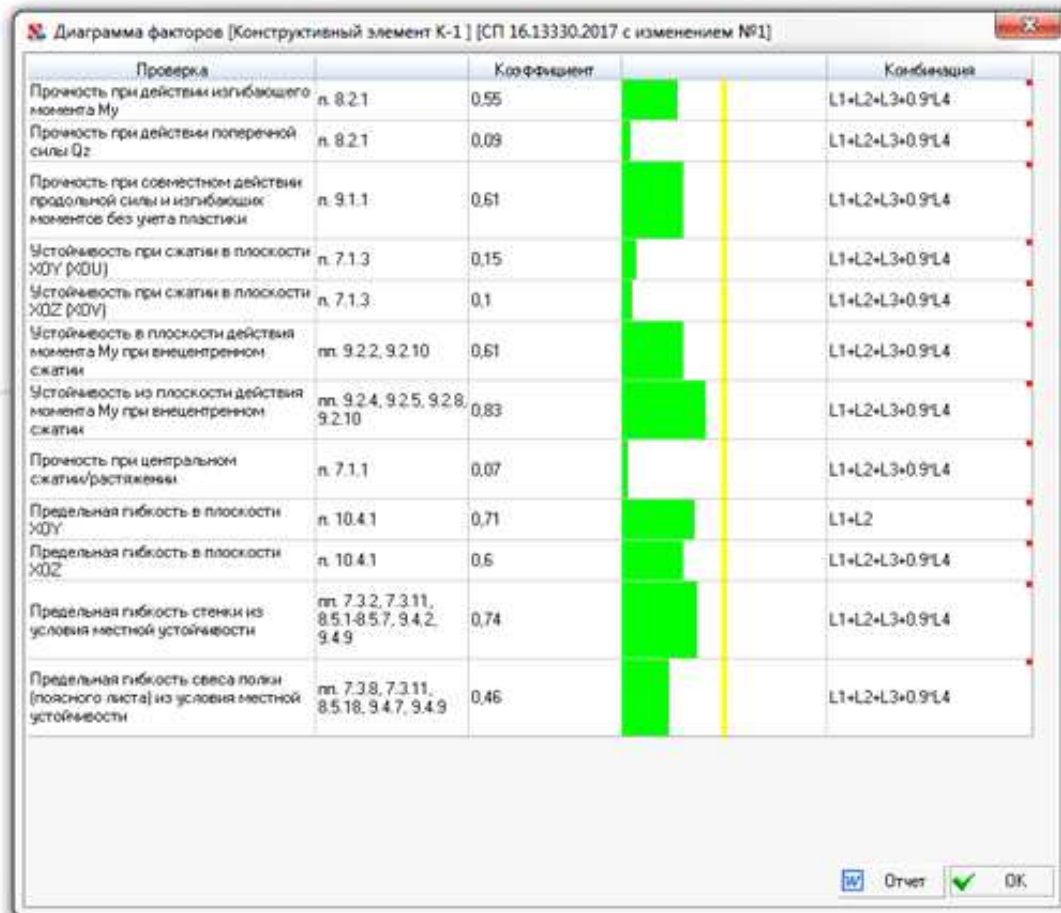 Диаграмма факторов [Конструктивный элемент К-1 ] [СП 16.13330.2017 с изменением №1]
Проверка Коэффициент Комбинация
Прочность при действии изгибающего
момента My
п. 8.2.1
0,55
L1+L2+L3+0.9*L4
Прочность при действии поперечной
силы Qz
п. 8.2.1
0,09
L1+L2+L3+0.9*L4
Прочность при совместном действии
продольной силы и изгибающих
моментов без учета пластики
п. 9.1.1
0,61
L1+L2+L3+0.9*L4
Устойчивость при сжатии в плоскости
XOY (XOU)
п. 7.1.3
0,15
L1+L2+L3+0.9*L4
Устойчивость при сжатии в плоскости
XOZ (XOV)
п. 7.1.3
0,1
L1+L2+L3+0.9*L4
Устойчивость в плоскости действия
момента My при внецентренном
сжатии
пп. 9.2.2, 9.2.10
0,61
L1+L2+L3+0.9*L4
Устойчивость из плоскости действия
момента My при внецентренном
сжатии
пп. 9.2.4, 9.2.5, 9.2.8,
9.2.10
0,83
L1+L2+L3+0.9*L4
Прочность при центральном
сжатии/растяжении
п. 7.1.1
0,07
L1+L2+L3+0.9*L4
Предельная гибкость в плоскости
XOY
п. 10.4.1
0,71
L1+L2
Предельная гибкость в плоскости
XOZ
п. 10.4.1
0,6
L1+L2+L3+0.9*L4
Предельная гибкость стенки из
условия местной устойчивости
пп. 7.3.2, 7.3.11,
8.5.1-8.5.7, 9.4.2,
9.4.9
0,74
L1+L2+L3+0.9*L4
Предельная гибкость свеса полки
(поясного листа) из условия местной
устойчивости
пп. 7.3.8, 7.3.11,
8.5.18, 9.4.7, 9.4.9
0,46
L1+L2+L3+0.9*L4
Отчет OK